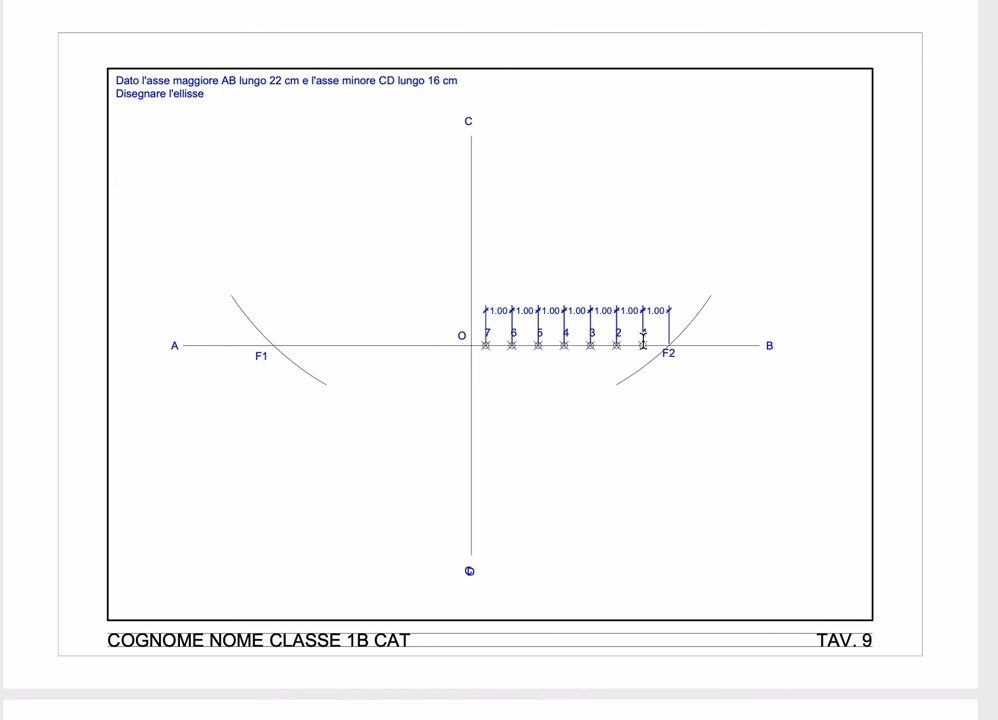 Dato l'asse maggiore AB lungo 22 cm e l'asse minore CD lungo 16 cm
Disegnare l'ellisse
C
1.00 1.00 1.00 1.00 1.00 1.00 1.00
O 7 6 5 4 3 2
A B
F1 F2
COGNOME NOME CLASSE 1B CAT TAV. 9